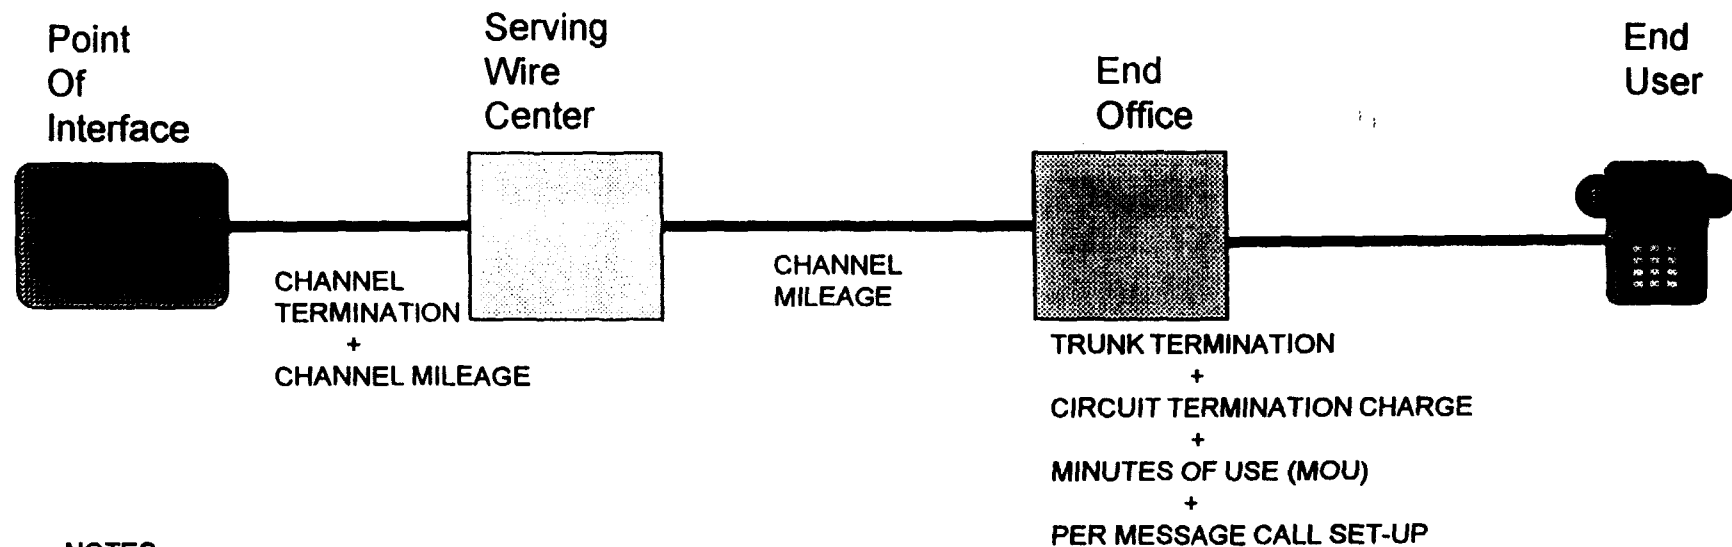 Point
Of
Interface
Serving
Wire
Center
End
Office
End
User
CHANNEL
TERMINATION
+
CHANNEL MILEAGE
CHANNEL
MILEAGE
TRUNK TERMINATION
+
CIRCUIT TERMINATION CHARGE
+
MINUTES OF USE (MOU)
+
PER MESSAGE CALL SET-UP
NOTES